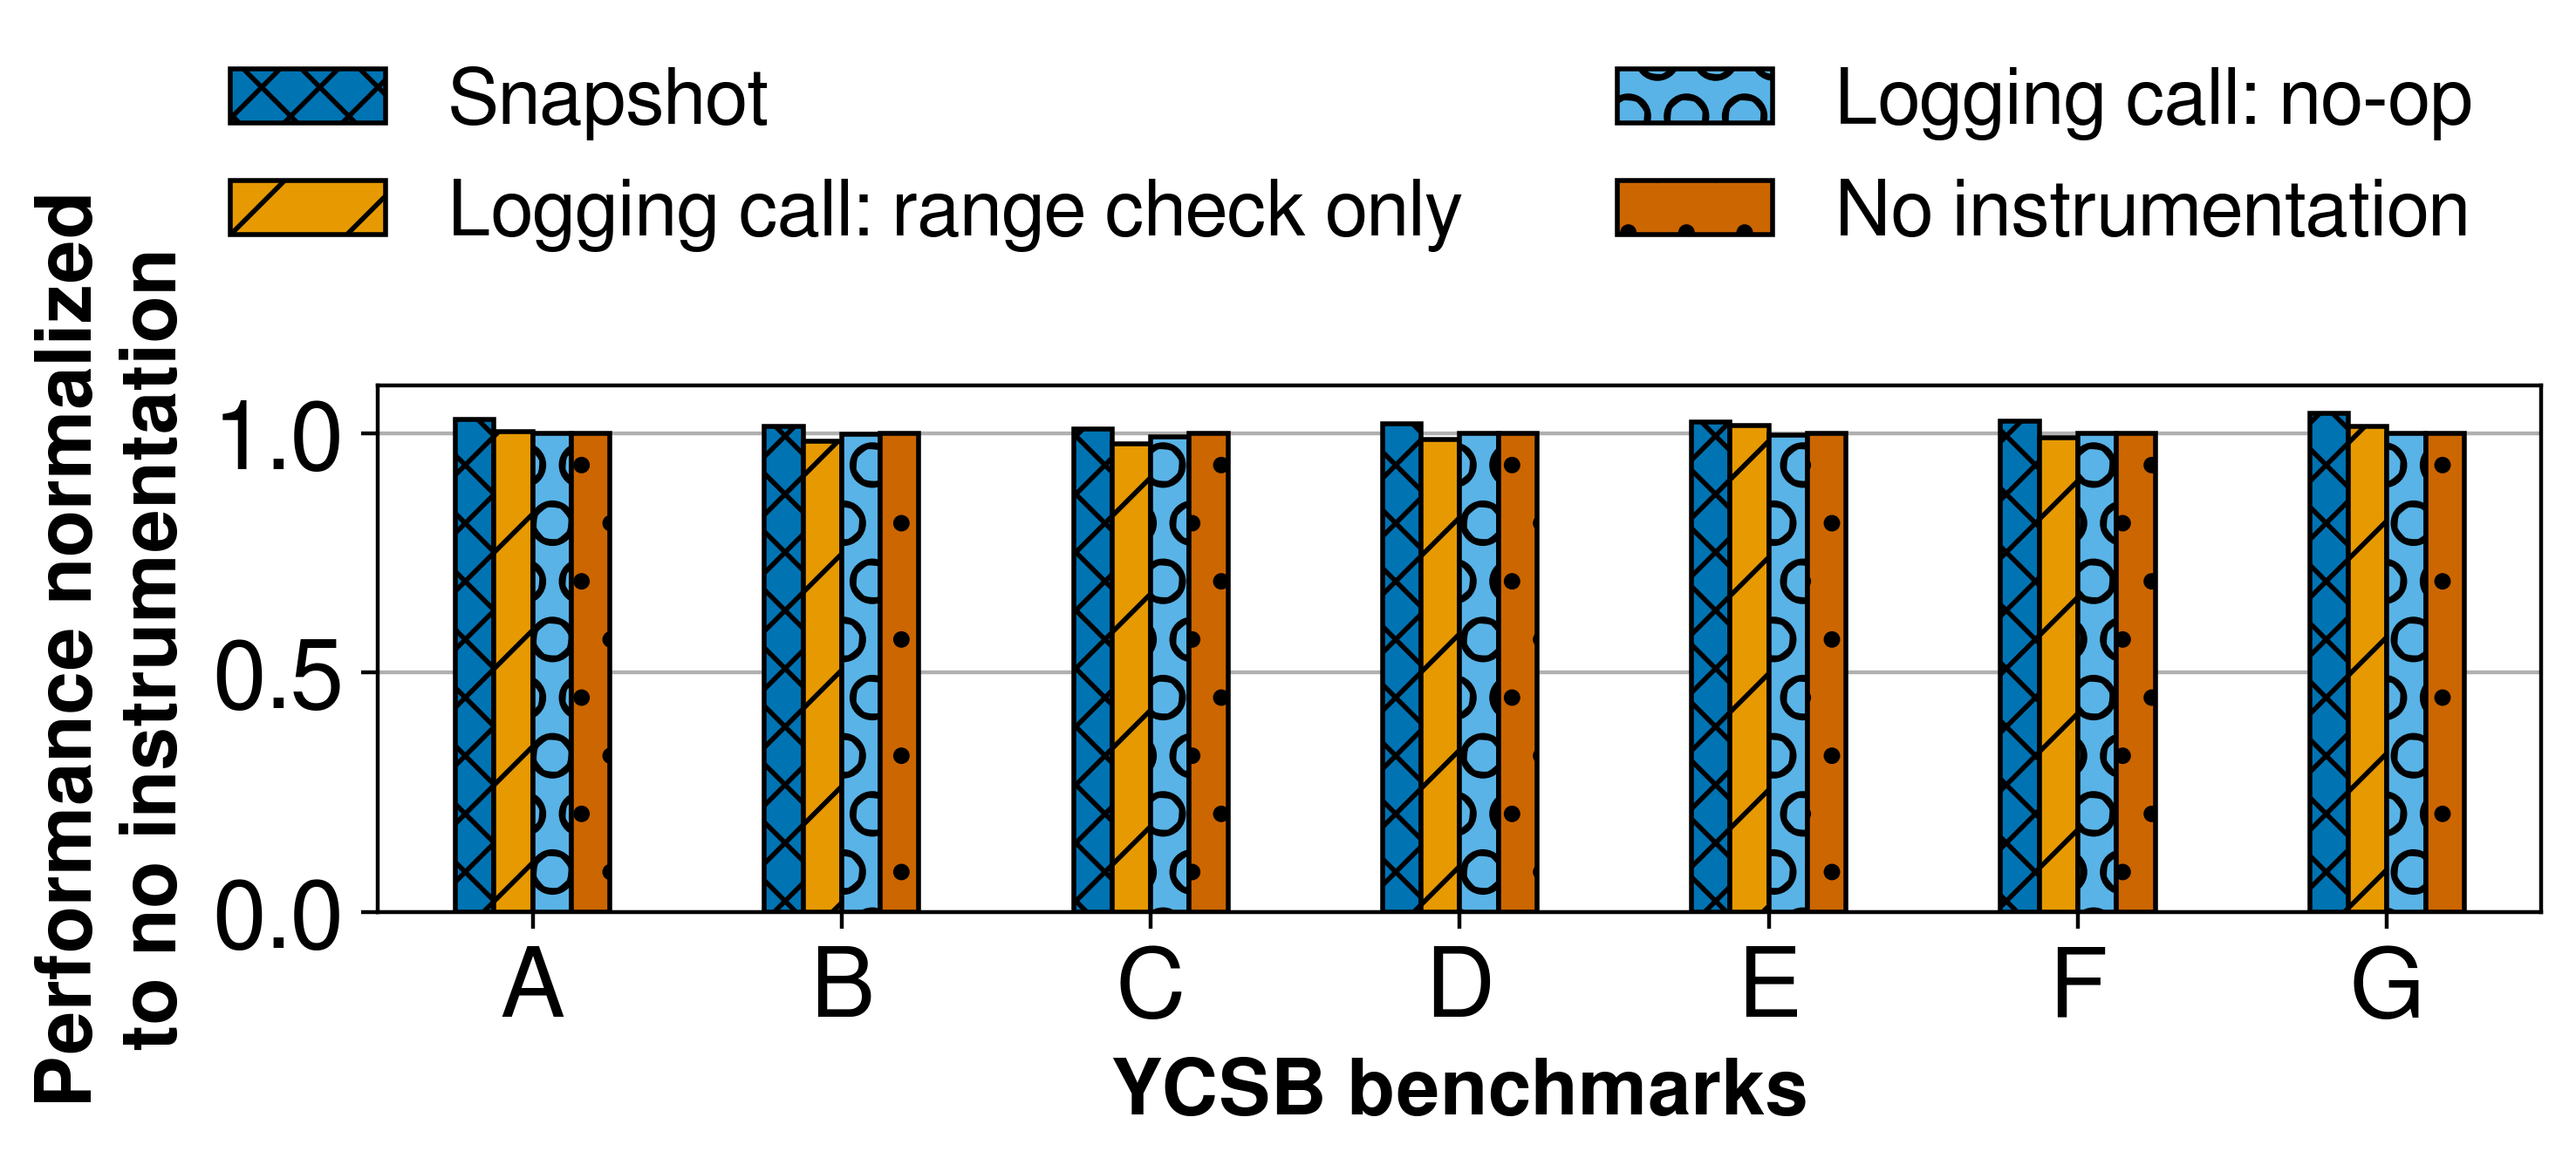 Snapshot
Logging call: range check only
Logging call: no-op
No instrumentation
Performance normalized
to no instrumentation
1.0
0.5
0.0
A B C D E F G
YCSB benchmarks